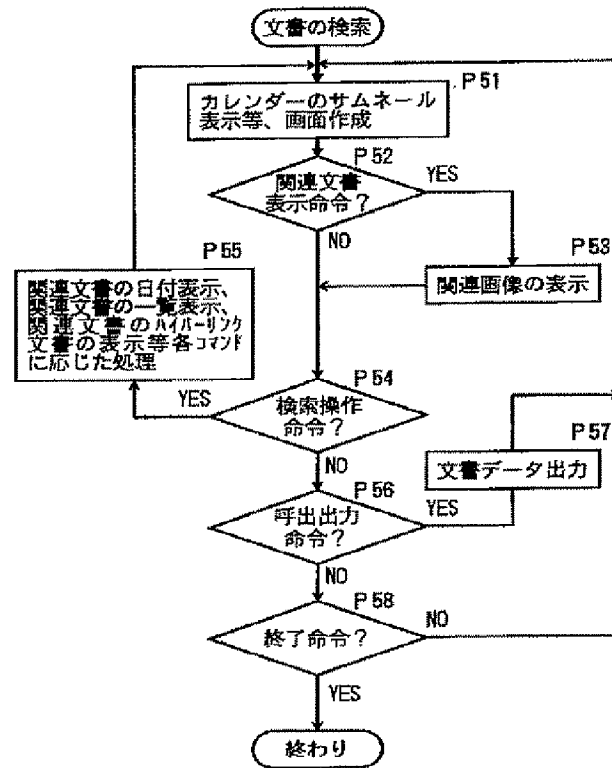 文書の検索
P51
カレンダーのサムネール
表示等、画面作成
P52
関連文書
表示命令？
YES
NO
P53
関連画像の表示
P55
関連文書の日付表示、
関連文書の一覧表示、
関連文書のハイパーリンク
文書の表示等各コマンド
に応じた処理
P54
検索操作
命令？
YES
NO
P57
文書データ出力
P56
呼出出力
命令？
YES
NO
P58
終了命令？
NO
YES
終わり